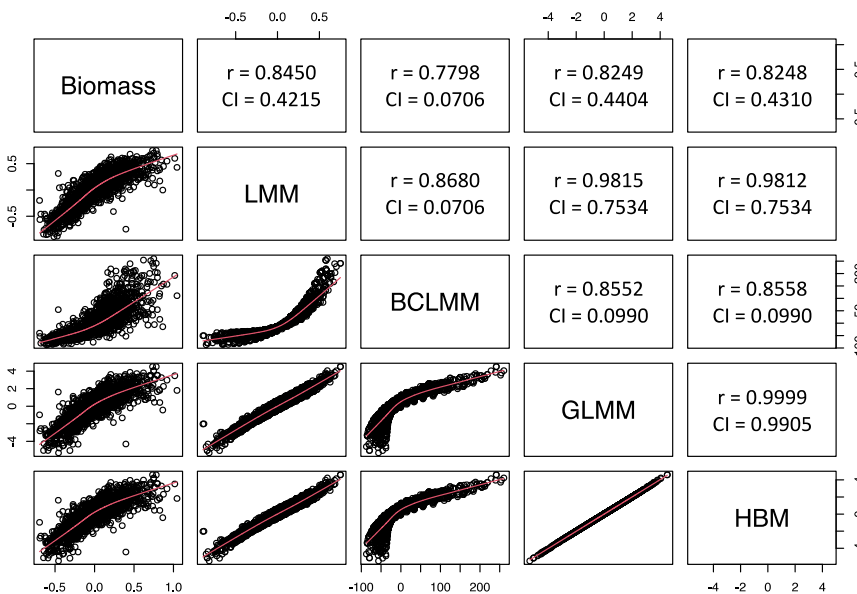 -0.5 0.0 0.5 -4 -2 0 2 4
Biomass r = 0.8450 r = 0.7798 r = 0.8249 r = 0.8248
CI = 0.4215 CI = 0.0706 CI = 0.4404 CI = 0.4310
LMM r = 0.8680 r = 0.9815 r = 0.9812
CI = 0.0706 CI = 0.7534 CI = 0.7534
-0.5 0.5
BCLMM r = 0.8552 r = 0.8558
CI = 0.0990 CI = 0.0990
GLMM r = 0.9999
CI = 0.9905
-4 0 2 4
HBM
-0.5 0.0 0.5 1.0 -100 0 100 200 -4 -2 0 2 4